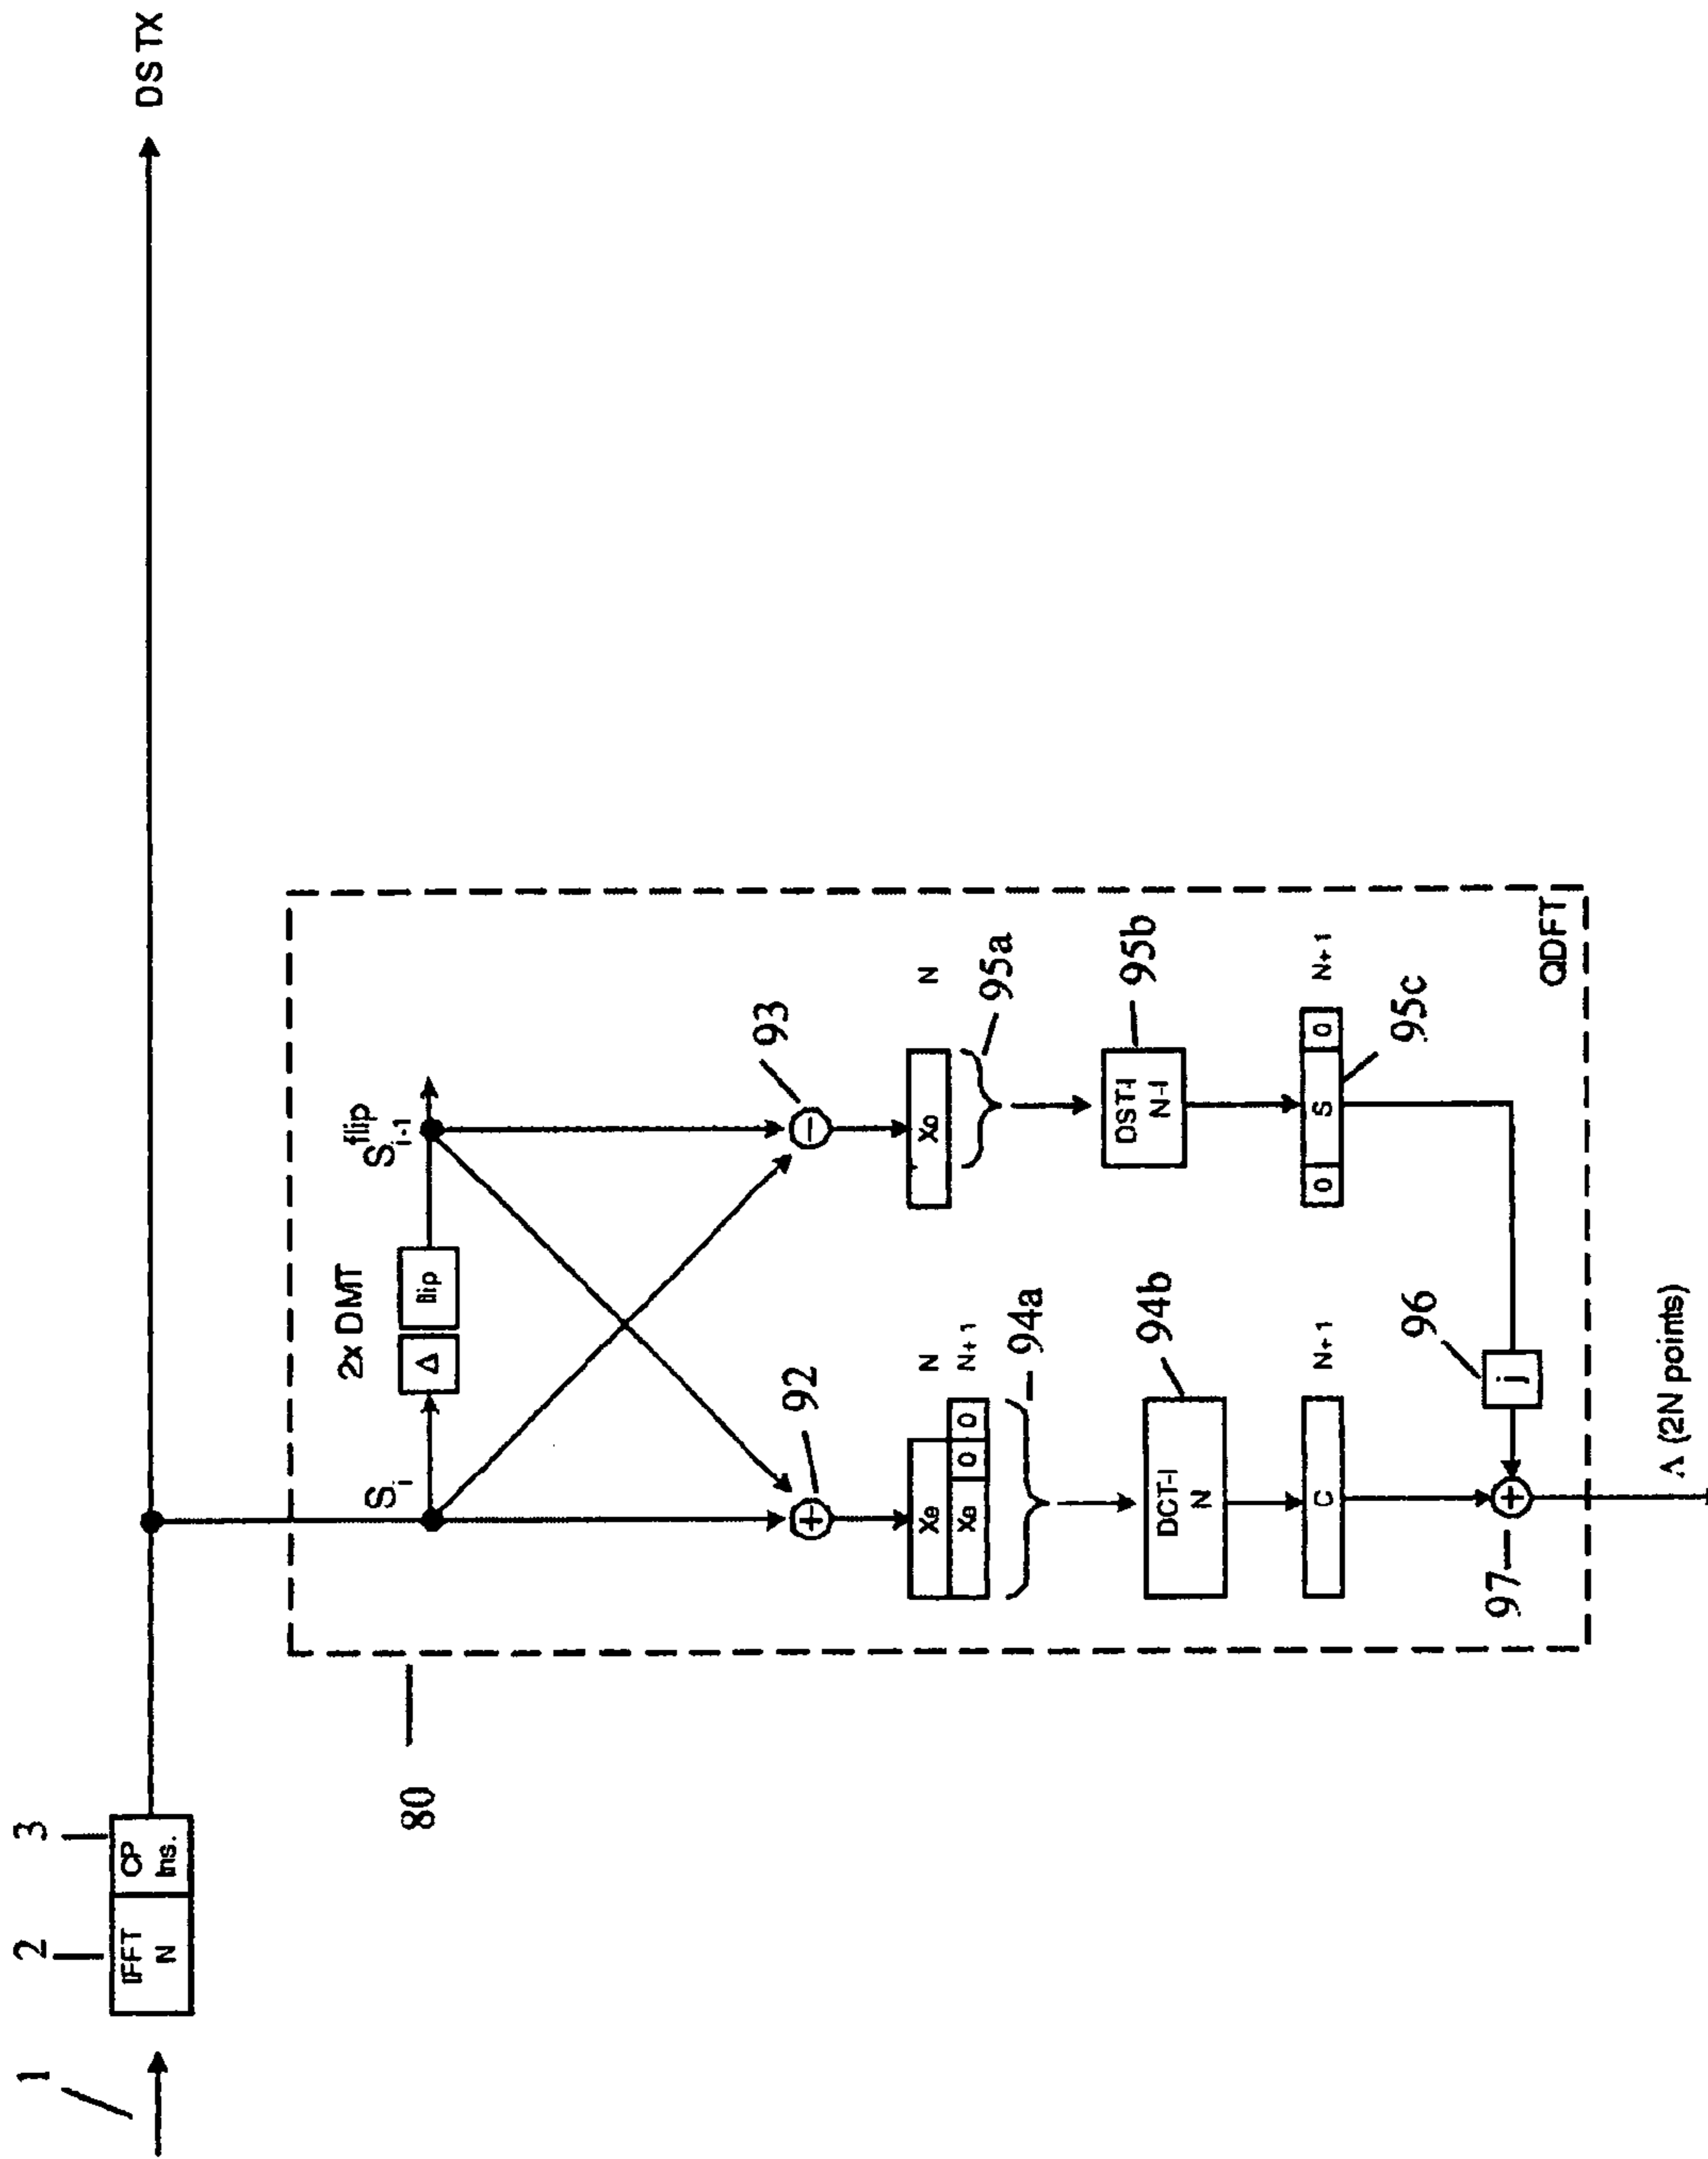 1
2
3
IFFT
N
CP
Ins.
DS TX
80
S i
2x DMT
Δ
flip
S i-1 flip
92
93
Xe
N
Xe
0
0
N+1
94a
Xo
N
95a
DCT-I
N
94b
DST-I
N-1
95b
C
N+1
0
S
0
N+1
95c
j
96
97
QDFT
Λ (2N points)